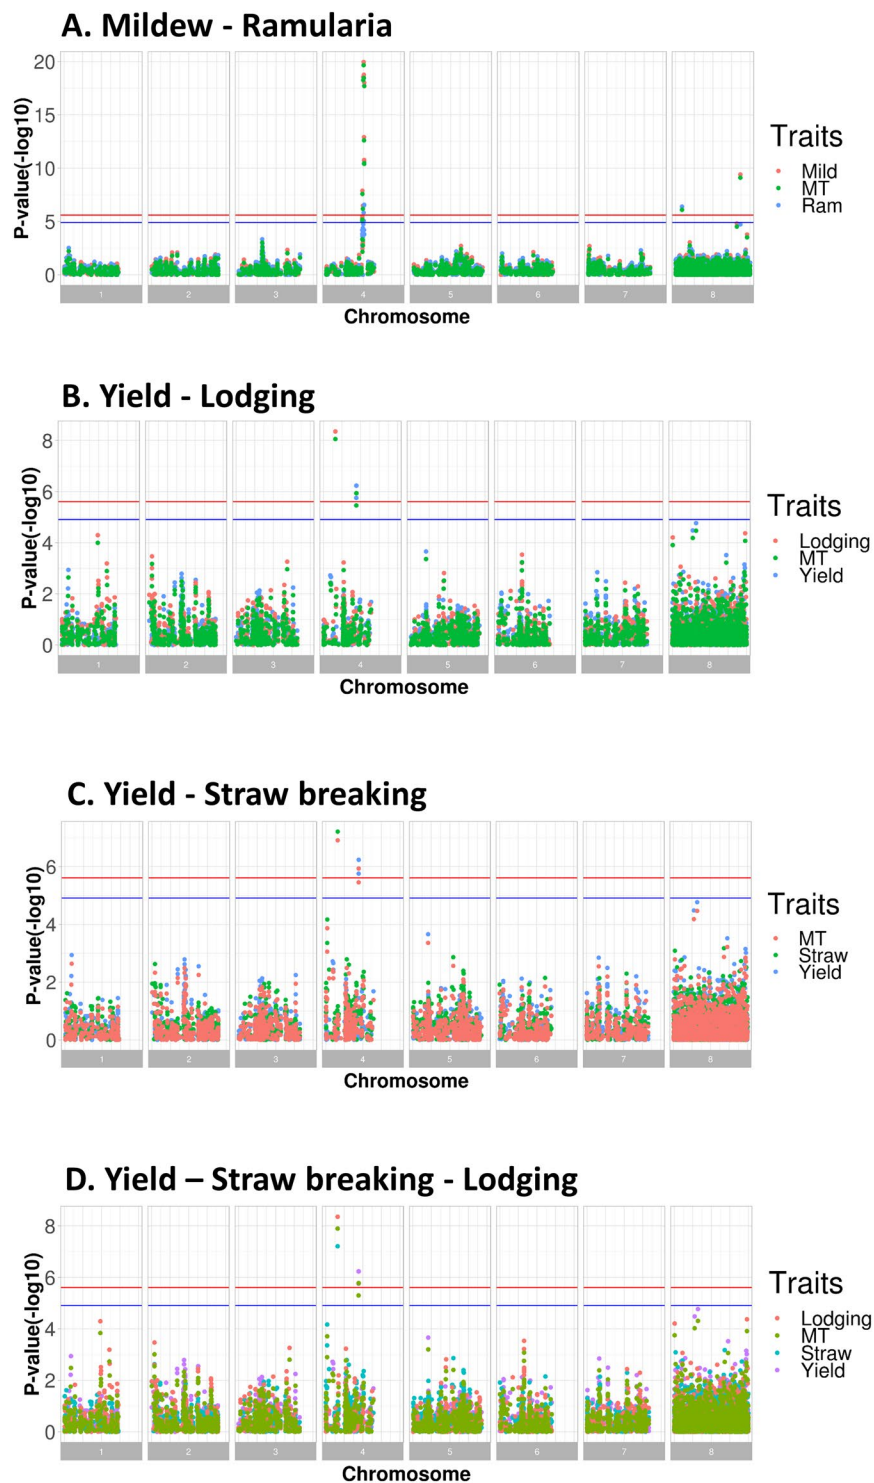 A. Mildew - Ramularia
P-value(-log10)
20
15
10
5
0
1 2 3 4 5 6 7 8
Chromosome
Traits
Mild
MT
Ram
B. Yield - Lodging
P-value(-log10)
8
6
4
2
0
1 2 3 4 5 6 7 8
Chromosome
Traits
Lodging
MT
Yield
C. Yield - Straw breaking
P-value(-log10)
6
4
2
0
1 2 3 4 5 6 7 8
Chromosome
Traits
MT
Straw
Yield
D. Yield – Straw breaking - Lodging
P-value(-log10)
8
6
4
2
0
1 2 3 4 5 6 7 8
Chromosome
Traits
Lodging
MT
Straw
Yield